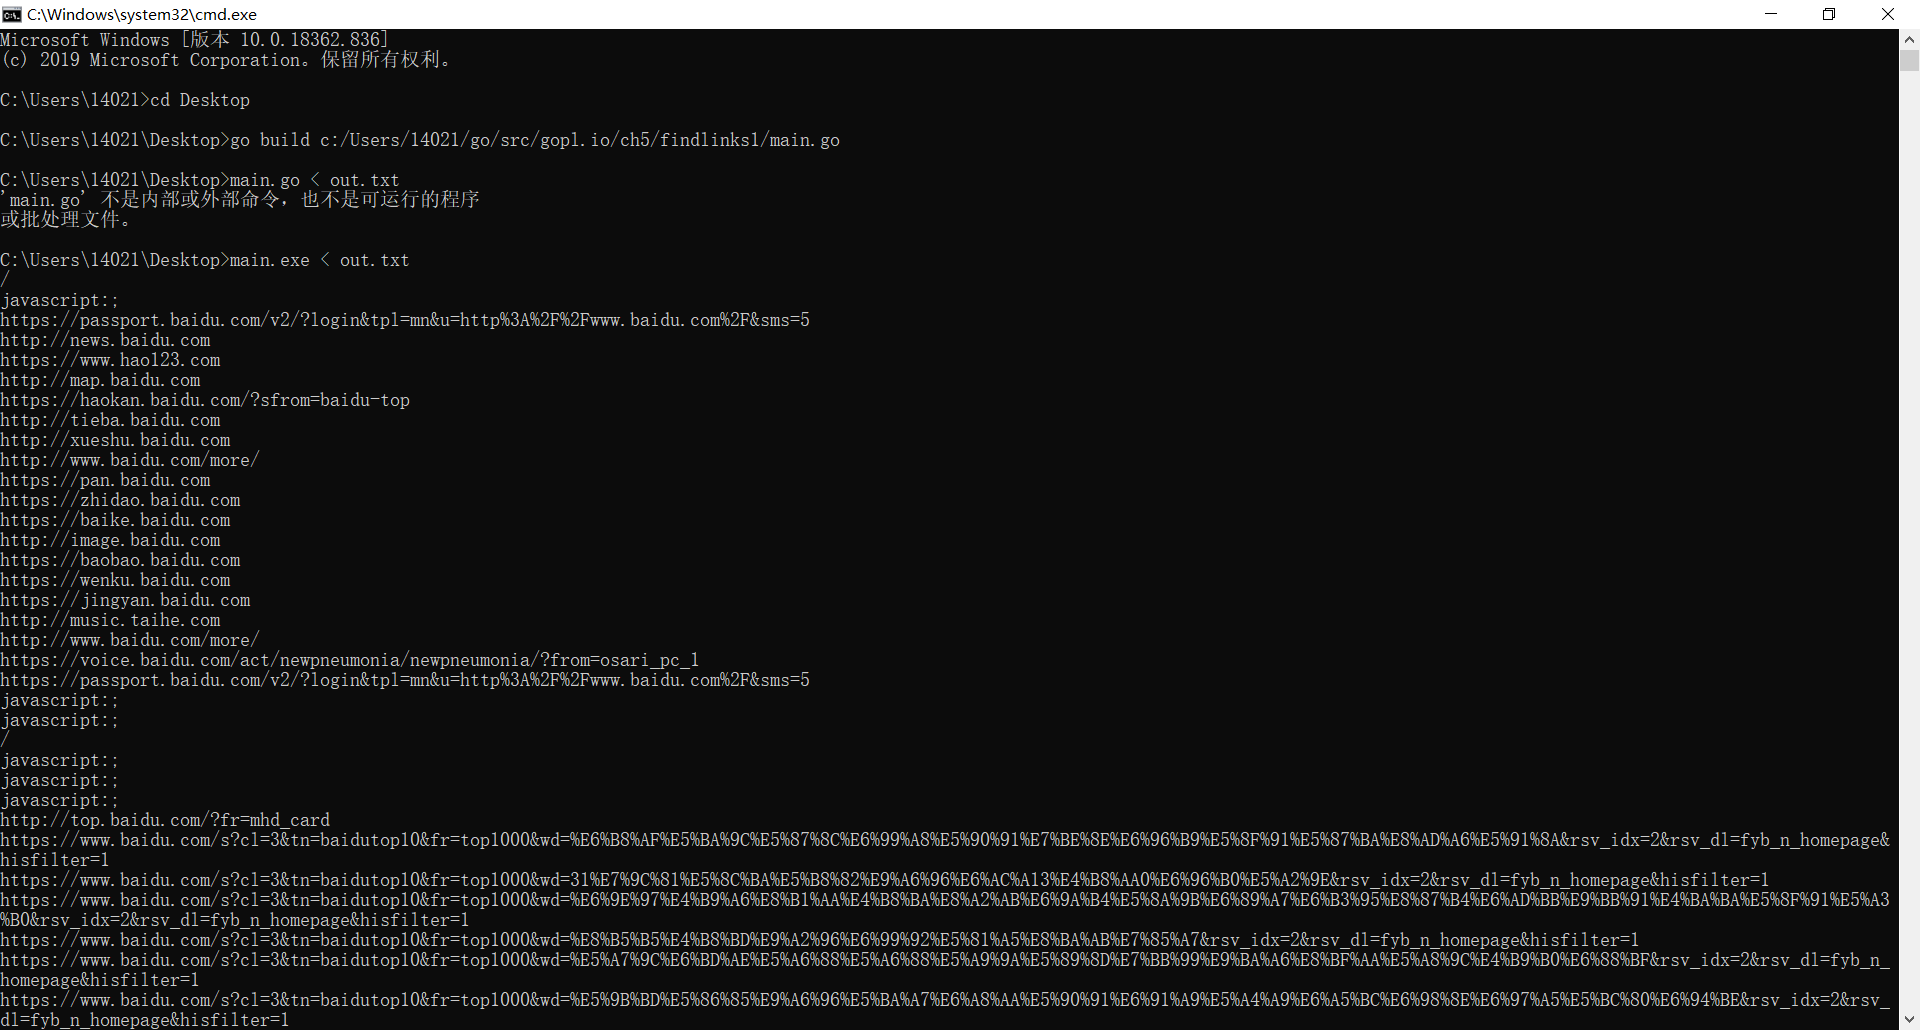 C:\Windows\system32\cmd.exe
Microsoft Windows [版本 10.0.18362.836]
(c) 2019 Microsoft Corporation。保留所有权利。
C:\Users\14021>cd Desktop
C:\Users\14021\Desktop>go build c:/Users/14021/go/src/gopl.io/ch5/findlinks1/main.go
C:\Users\14021\Desktop>main.go < out.txt
'main.go' 不是内部或外部命令，也不是可运行的程序
或批处理文件。
C:\Users\14021\Desktop>main.exe < out.txt
/
javascript:;
https://passport.baidu.com/v2/?login&tpl=mn&u=http%3A%2F%2Fwww.baidu.com%2F&sms=5
http://news.baidu.com
https://www.hao123.com
http://map.baidu.com
https://haokan.baidu.com/?sfrom=baidu-top
http://tieba.baidu.com
http://xueshu.baidu.com
http://www.baidu.com/more/
https://pan.baidu.com
https://zhidao.baidu.com
https://baike.baidu.com
http://image.baidu.com
https://baobao.baidu.com
https://wenku.baidu.com
https://jingyan.baidu.com
http://music.taihe.com
http://www.baidu.com/more/
https://voice.baidu.com/act/newpneumonia/newpneumonia/?from=osari_pc_1
https://passport.baidu.com/v2/?login&tpl=mn&u=http%3A%2F%2Fwww.baidu.com%2F&sms=5
javascript:;
javascript:;
/
javascript:;
javascript:;
javascript:;
http://top.baidu.com/?fr=mhd_card
https://www.baidu.com/s?cl=3&tn=baidutop10&fr=top1000&wd=%E6%B8%AF%E5%BA%9C%E5%87%8C%E6%99%A8%E5%90%91%E7%BE%8E%E6%96%B9%E5%8F%91%E5%87%BA%E8%AD%A6%E5%91%8A&rsv_idx=2&rsv_dl=fyb_n_homepage&
hisfilter=1
https://www.baidu.com/s?cl=3&tn=baidutop10&fr=top1000&wd=31%E7%9C%81%E5%8C%BA%E5%B8%82%E9%A6%96%E6%AC%A13%E4%B8%AA0%E6%96%B0%E5%A2%9E&rsv_idx=2&rsv_dl=fyb_n_homepage&hisfilter=1
https://www.baidu.com/s?cl=3&tn=baidutop10&fr=top1000&wd=%E6%9E%97%E4%B9%A6%E8%B1%AA%E4%B8%BA%E8%A2%AB%E6%9A%B4%E5%8A%9B%E6%89%A7%E6%B3%95%E8%87%B4%E6%AD%BB%E9%BB%91%E4%BA%BA%E5%8F%91%E5%A3
%B0&rsv_idx=2&rsv_dl=fyb_n_homepage&hisfilter=1
https://www.baidu.com/s?cl=3&tn=baidutop10&fr=top1000&wd=%E8%B5%B5%E4%B8%BD%E9%A2%96%E6%99%92%E5%81%A5%E8%BA%AB%E7%85%A7&rsv_idx=2&rsv_dl=fyb_n_homepage&hisfilter=1
https://www.baidu.com/s?cl=3&tn=baidutop10&fr=top1000&wd=%E5%A7%9C%E6%BD%AE%E5%A6%88%E5%A6%88%E5%A9%9A%E5%89%8D%E7%BB%99%E9%BA%A6%E8%BF%AA%E5%A8%9C%E4%B9%B0%E6%88%BF&rsv_idx=2&rsv_dl=fyb_n_
homepage&hisfilter=1
https://www.baidu.com/s?cl=3&tn=baidutop10&fr=top1000&wd=%E5%9B%BD%E5%86%85%E9%A6%96%E5%BA%A7%E6%A8%AA%E5%90%91%E6%91%A9%E5%A4%A9%E6%A5%BC%E6%98%8E%E6%97%A5%E5%BC%80%E6%94%BE&rsv_idx=2&rsv_
dl=fyb_n_homepage&hisfilter=1